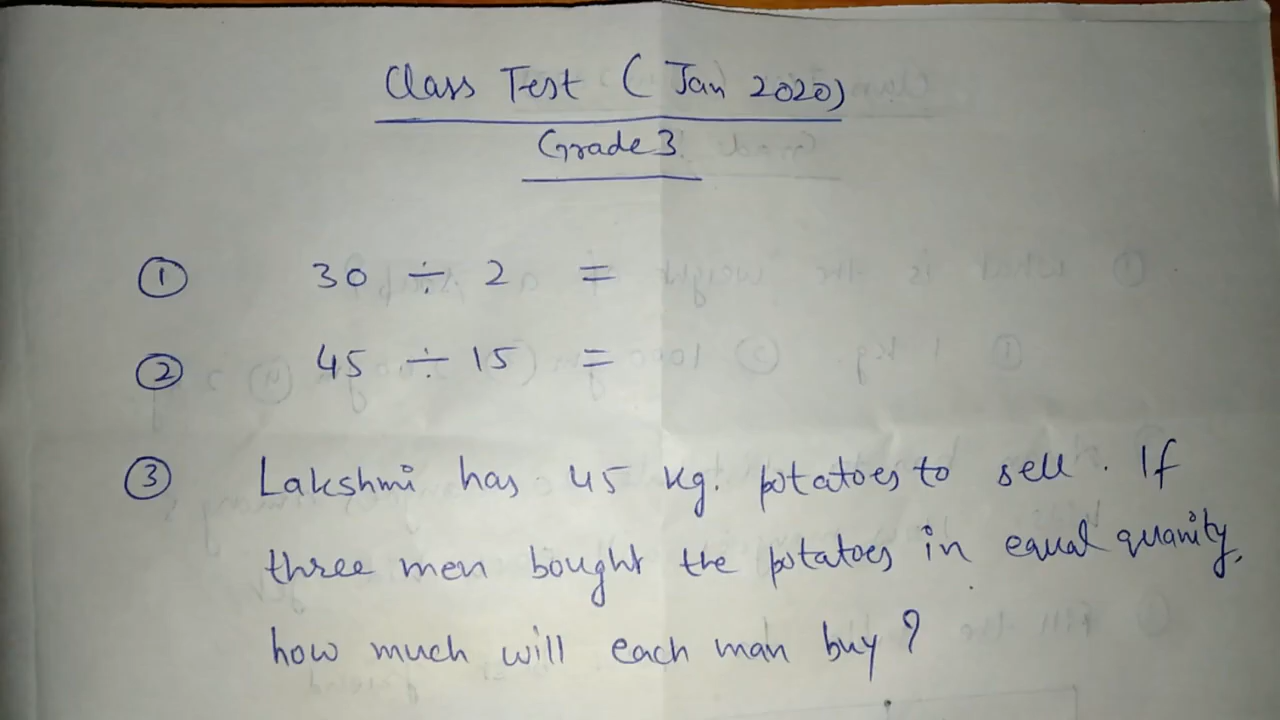 Class Test ( Jan 2020)
Grade 3
① 30 ÷ 2 =
② 45 ÷ 15 =
③ Lakshmi has 45 Kg. potatoes to sell. If
three men bought the potatoes in equal quanity,
how much will each man buy ?